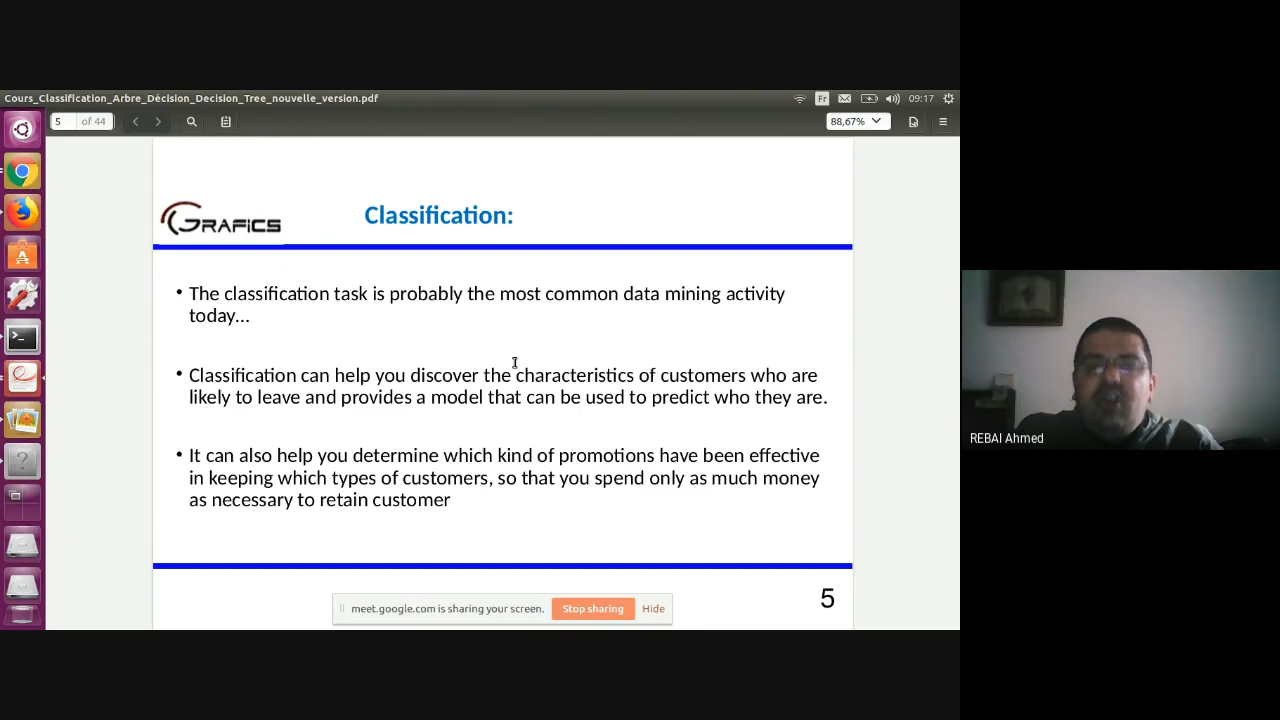 Cours_Classification_Arbre_Décision_Decision_Tree_nouvelle_version.pdf
Fr
09:17
5
of 44
88,67%
GRAFICS
Classification:
• The classification task is probably the most common data mining activity
today...
• Classification can help you discover the characteristics of customers who are
likely to leave and provides a model that can be used to predict who they are.
• It can also help you determine which kind of promotions have been effective
in keeping which types of customers, so that you spend only as much money
as necessary to retain customer
meet.google.com is sharing your screen.
Stop sharing
Hide
5
REBAI Ahmed